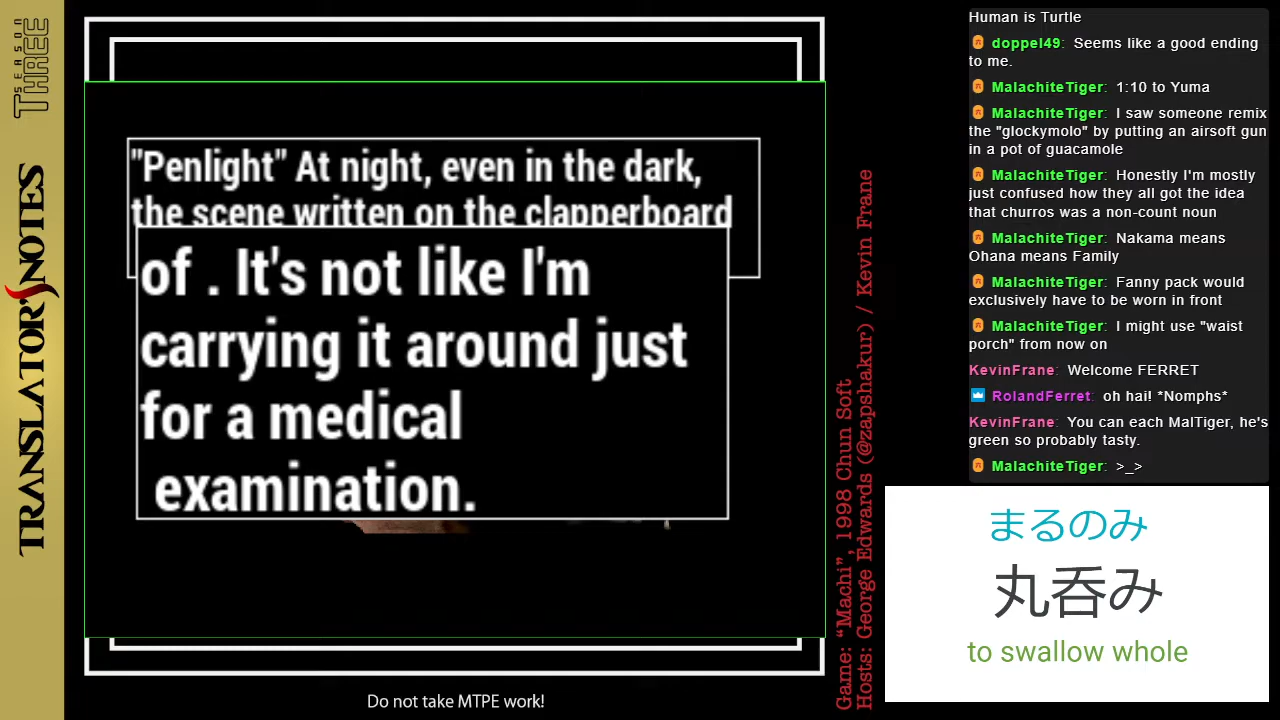 SEASON THREE
TRANSLATOR'S NOTES
"Penlight" At night, even in the dark,
the scene written on the clapperboard
of . It's not like I'm
carrying it around just
for a medical
examination.
Do not take MTPE work!
Game: “Machi”, 1998 Chun Soft
Hosts: George Edwards (@zapshakur) / Kevin Frane
Human is Turtle
doppel49: Seems like a good ending
to me.
MalachiteTiger: 1:10 to Yuma
MalachiteTiger: I saw someone remix
the "glockymolo" by putting an airsoft gun
in a pot of guacamole
MalachiteTiger: Honestly I'm mostly
just confused how they all got the idea
that churros was a non-count noun
MalachiteTiger: Nakama means
Ohana means Family
MalachiteTiger: Fanny pack would
exclusively have to be worn in front
MalachiteTiger: I might use "waist
porch" from now on
KevinFrane: Welcome FERRET
RolandFerret: oh hai! *Nomphs*
KevinFrane: You can each MalTiger, he's
green so probably tasty.
MalachiteTiger: >_>
まるのみ
丸呑み
to swallow whole